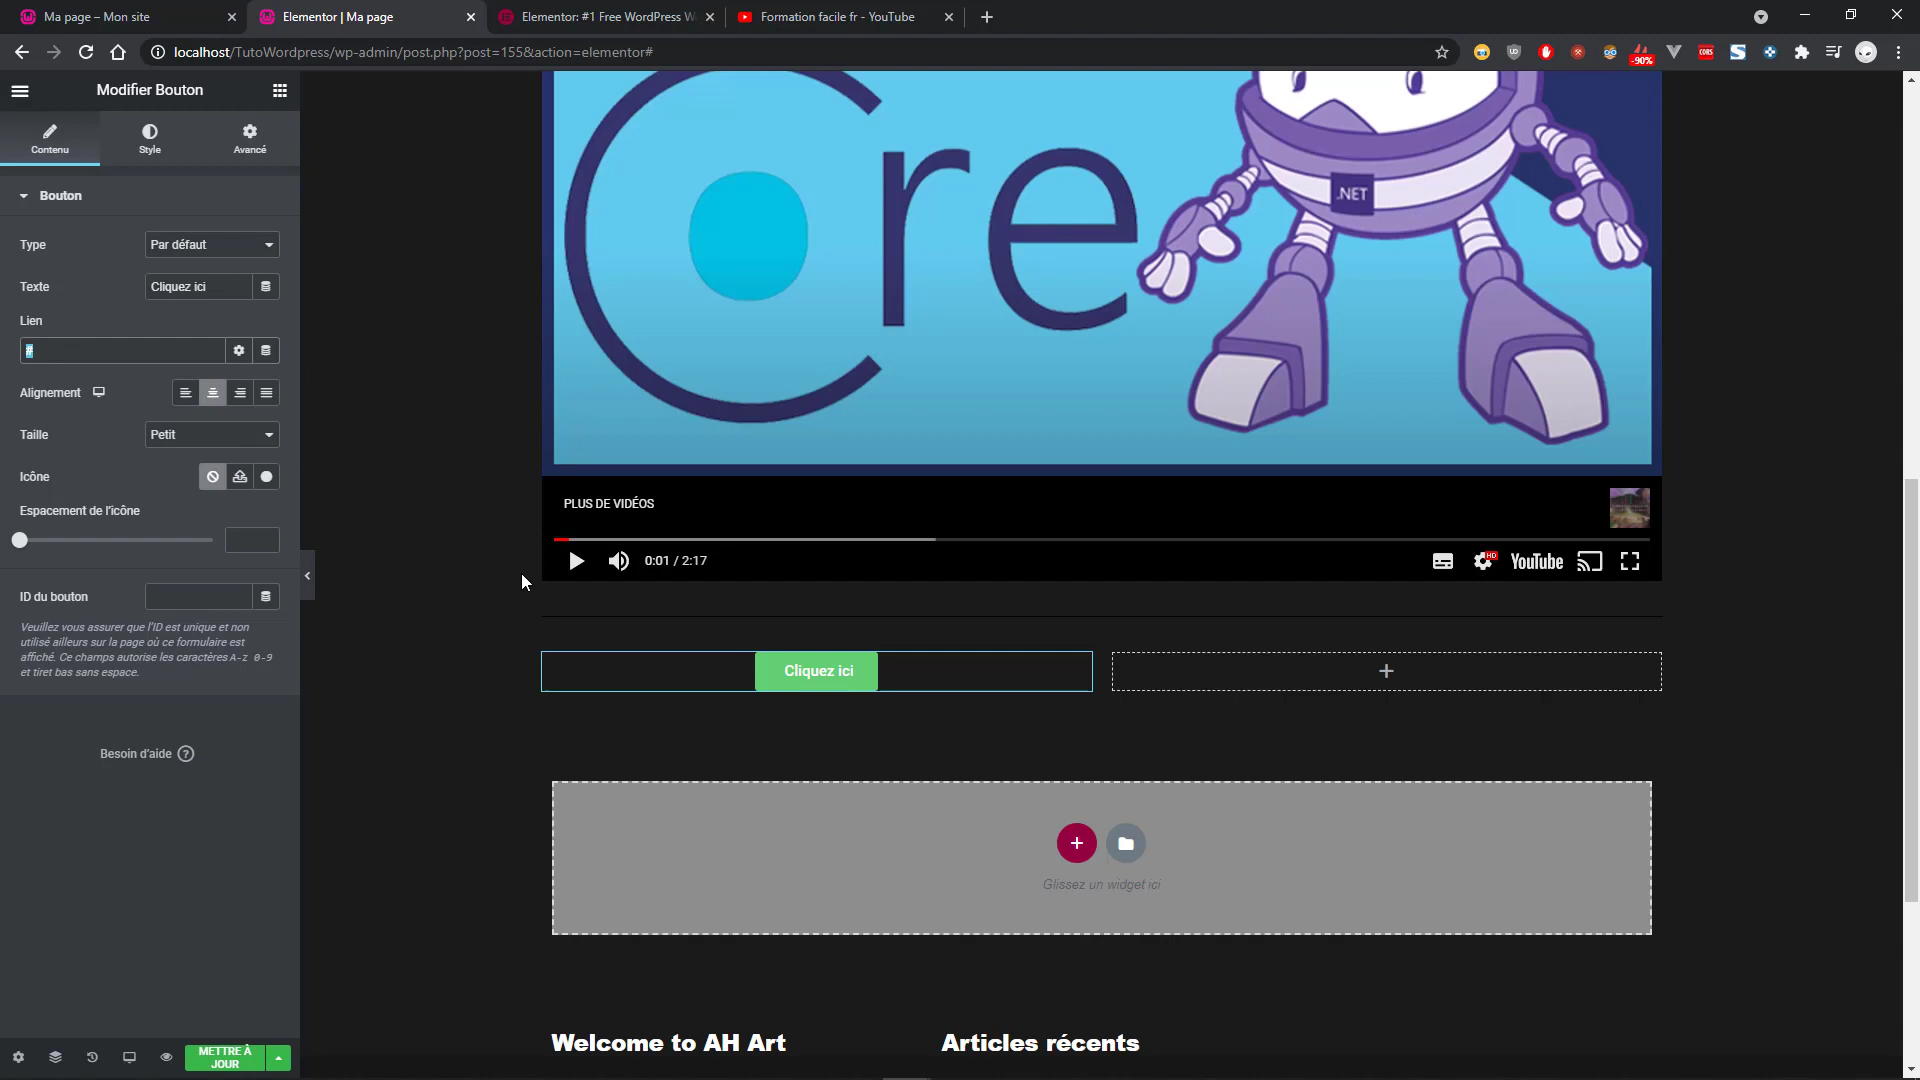 Ma page – Mon site
Elementor | Ma page
Elementor: #1 Free WordPress W
Formation facile fr - YouTube
localhost/TutoWordpress/wp-admin/post.php?post=155&action=elementor#
-90%
CORS
Modifier Bouton
Contenu
Style
Avancé
Bouton
Type
Par défaut
Texte
Cliquez ici
Lien
#
Alignement
Taille
Petit
Icône
Espacement de l'icône
ID du bouton
Veuillez vous assurer que l'ID est unique et non
utilisé ailleurs sur la page où ce formulaire est
affiché. Ce champs autorise les caractères A-z 0-9
et tiret bas sans espace.
Besoin d'aide ?
METTRE À
JOUR
Core
.NET
PLUS DE VIDÉOS
0:01 / 2:17
HD
YouTube
Cliquez ici
Glissez un widget ici
Welcome to AH Art
Articles récents